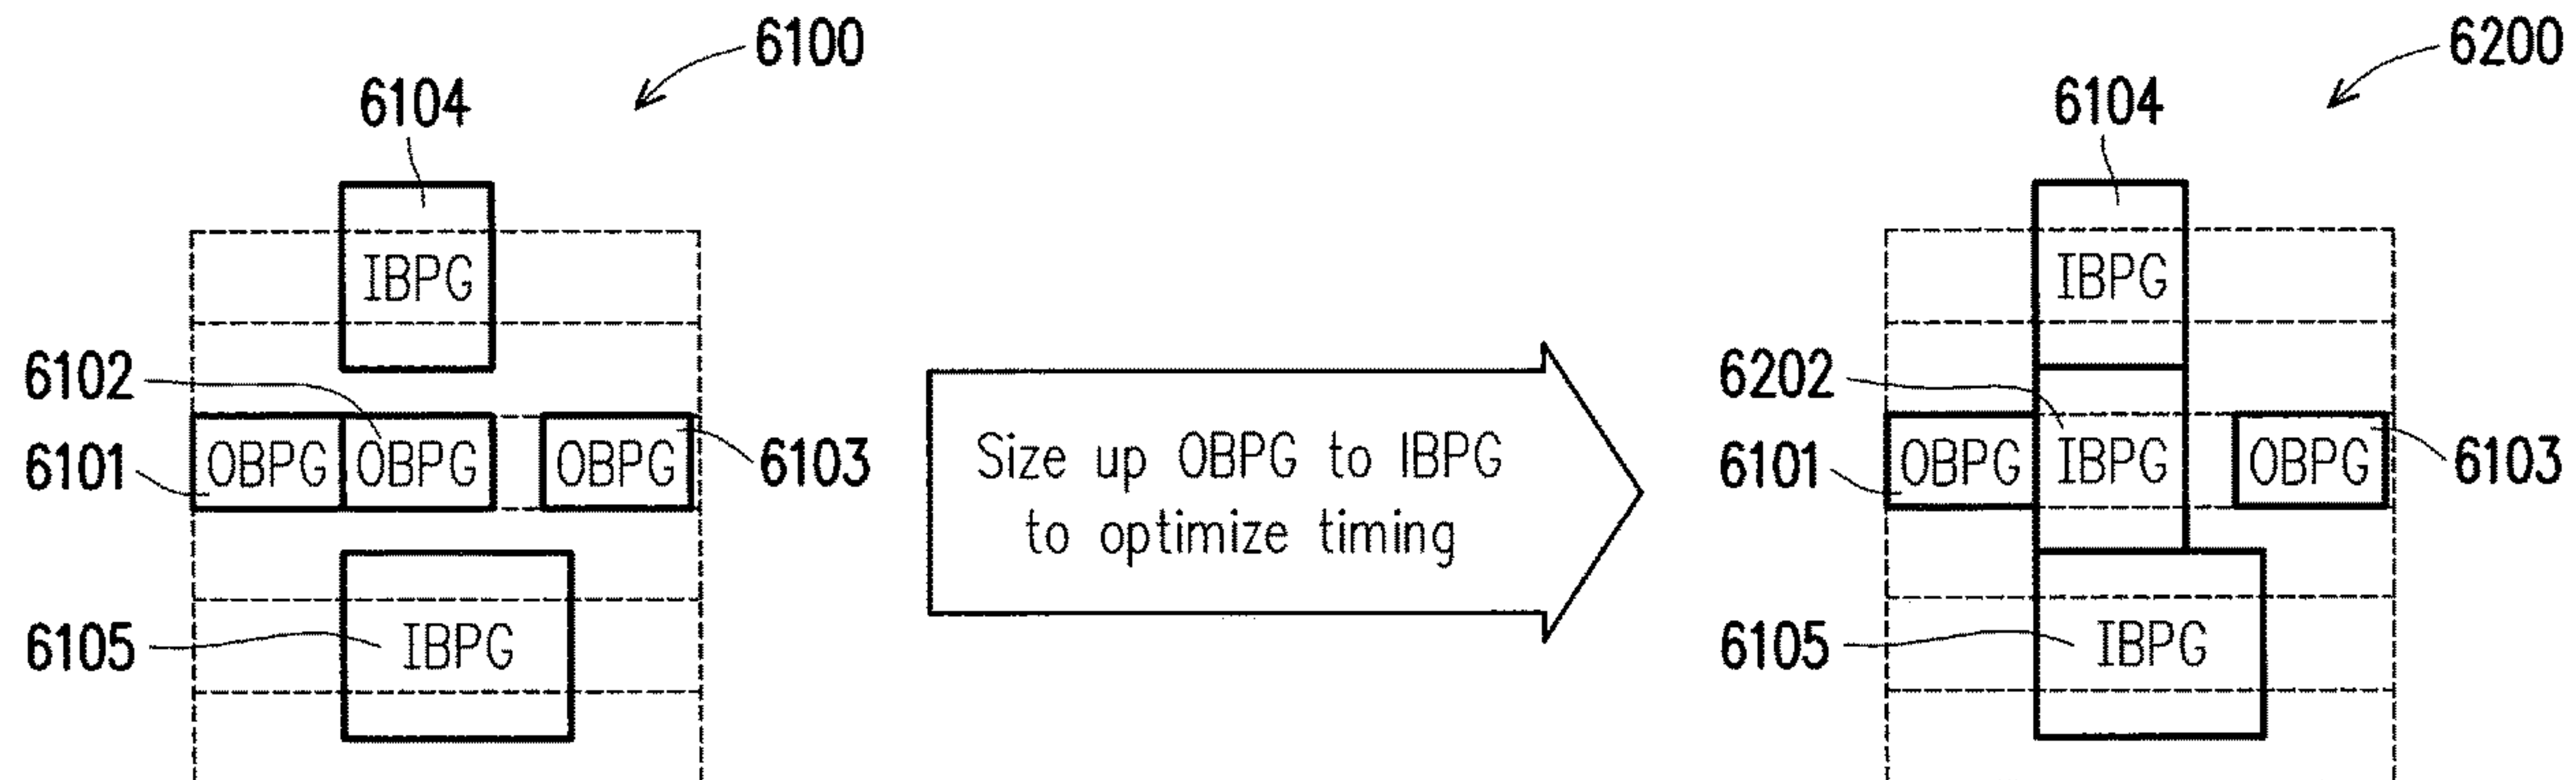 6100
6200
6104
6104
IBPG
IBPG
6102
6202
6101
OBPG
OBPG
OBPG
6103
Size up OBPG to IBPG
to optimize timing
6101
OBPG
IBPG
OBPG
6103
6105
IBPG
6105
IBPG